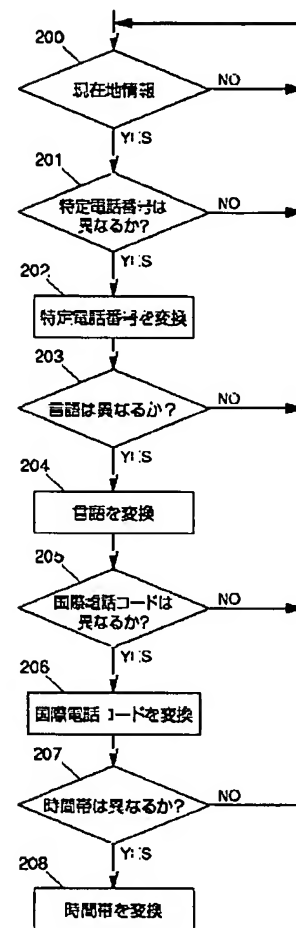 200
現在地情報
NO
YES
201
特定電話番号は
異なるか?
NO
YES
202
特定電話番号を変換
203
言語は異なるか?
NO
YES
204
言語を変換
205
国際電話コードは
異なるか?
NO
YES
206
国際電話コードを変換
207
時間帯は異なるか?
NO
YES
208
時間帯を変換